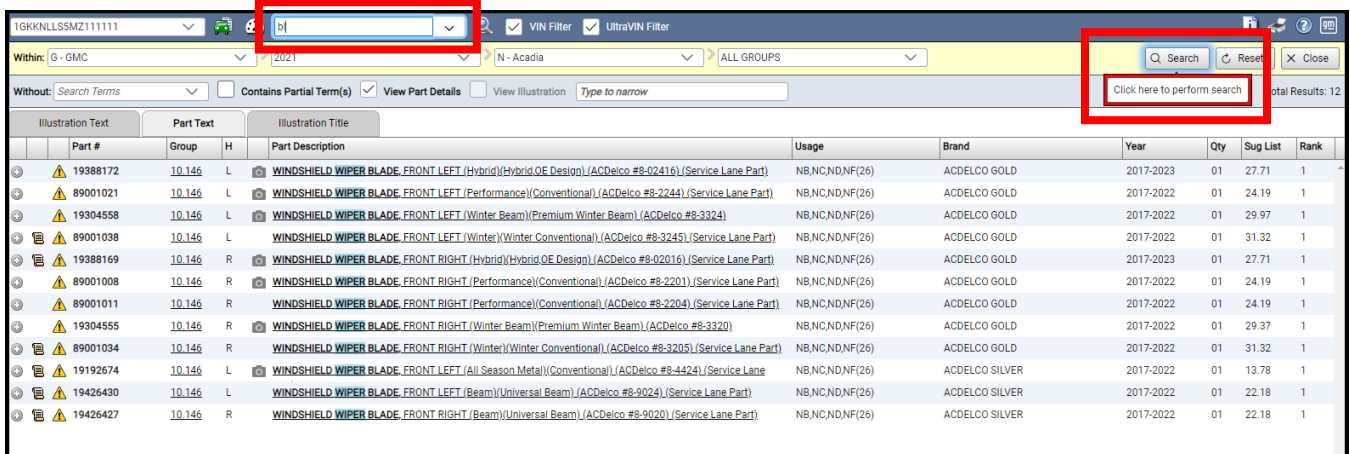 1GKKNLLS5MZ111111 b VIN Filter UltraVIN Filter gm
Within: G - GMC 2021 N - Acadia ALL GROUPS Search Reset Close
Without: Search Terms Contains Partial Term(s) View Part Details View Illustration Type to narrow Click here to perform search otal Results: 12
Illustration Text Part Text Illustration Title
Part # Group H Part Description Usage Brand Year Qty Sug List Rank
19388172 10.146 L WINDSHIELD WIPER BLADE, FRONT LEFT (Hybrid)(Hybrid,OE Design) (ACDelco #8-02416) (Service Lane Part) NB,NC,ND,NF(26) ACDELCO GOLD 2017-2023 01 27.71 1
89001021 10.146 L WINDSHIELD WIPER BLADE, FRONT LEFT (Performance)(Conventional) (ACDelco #8-2244) (Service Lane Part) NB,NC,ND,NF(26) ACDELCO GOLD 2017-2022 01 24.19 1
19304558 10.146 L WINDSHIELD WIPER BLADE, FRONT LEFT (Winter Beam)(Premium Winter Beam) (ACDelco #8-3324) NB,NC,ND,NF(26) ACDELCO GOLD 2017-2022 01 29.97 1
89001038 10.146 L WINDSHIELD WIPER BLADE, FRONT LEFT (Winter)(Winter Conventional) (ACDelco #8-3245) (Service Lane Part) NB,NC,ND,NF(26) ACDELCO GOLD 2017-2022 01 31.32 1
19388169 10.146 R WINDSHIELD WIPER BLADE, FRONT RIGHT (Hybrid)(Hybrid,OE Design) (ACDelco #8-02016) (Service Lane Part) NB,NC,ND,NF(26) ACDELCO GOLD 2017-2023 01 27.71 1
89001008 10.146 R WINDSHIELD WIPER BLADE, FRONT RIGHT (Performance)(Conventional) (ACDelco #8-2201) (Service Lane Part) NB,NC,ND,NF(26) ACDELCO GOLD 2017-2022 01 24.19 1
89001011 10.146 R WINDSHIELD WIPER BLADE, FRONT RIGHT (Performance)(Conventional) (ACDelco #8-2204) (Service Lane Part) NB,NC,ND,NF(26) ACDELCO GOLD 2017-2022 01 24.19 1
19304555 10.146 R WINDSHIELD WIPER BLADE, FRONT RIGHT (Winter Beam)(Premium Winter Beam) (ACDelco #8-3320) NB,NC,ND,NF(26) ACDELCO GOLD 2017-2022 01 29.37 1
89001034 10.146 R WINDSHIELD WIPER BLADE, FRONT RIGHT (Winter)(Winter Conventional) (ACDelco #8-3205) (Service Lane Part) NB,NC,ND,NF(26) ACDELCO GOLD 2017-2022 01 31.32 1
19192674 10.146 L WINDSHIELD WIPER BLADE, FRONT LEFT (All Season Metal)(Conventional) (ACDelco #8-4424) (Service Lane NB,NC,ND,NF(26) ACDELCO SILVER 2017-2022 01 13.78 1
19426430 10.146 L WINDSHIELD WIPER BLADE, FRONT LEFT (Beam)(Universal Beam) (ACDelco #8-9024) (Service Lane Part) NB,NC,ND,NF(26) ACDELCO SILVER 2017-2022 01 22.18 1
19426427 10.146 R WINDSHIELD WIPER BLADE, FRONT RIGHT (Beam)(Universal Beam) (ACDelco #8-9020) (Service Lane Part) NB,NC,ND,NF(26) ACDELCO SILVER 2017-2022 01 22.18 1